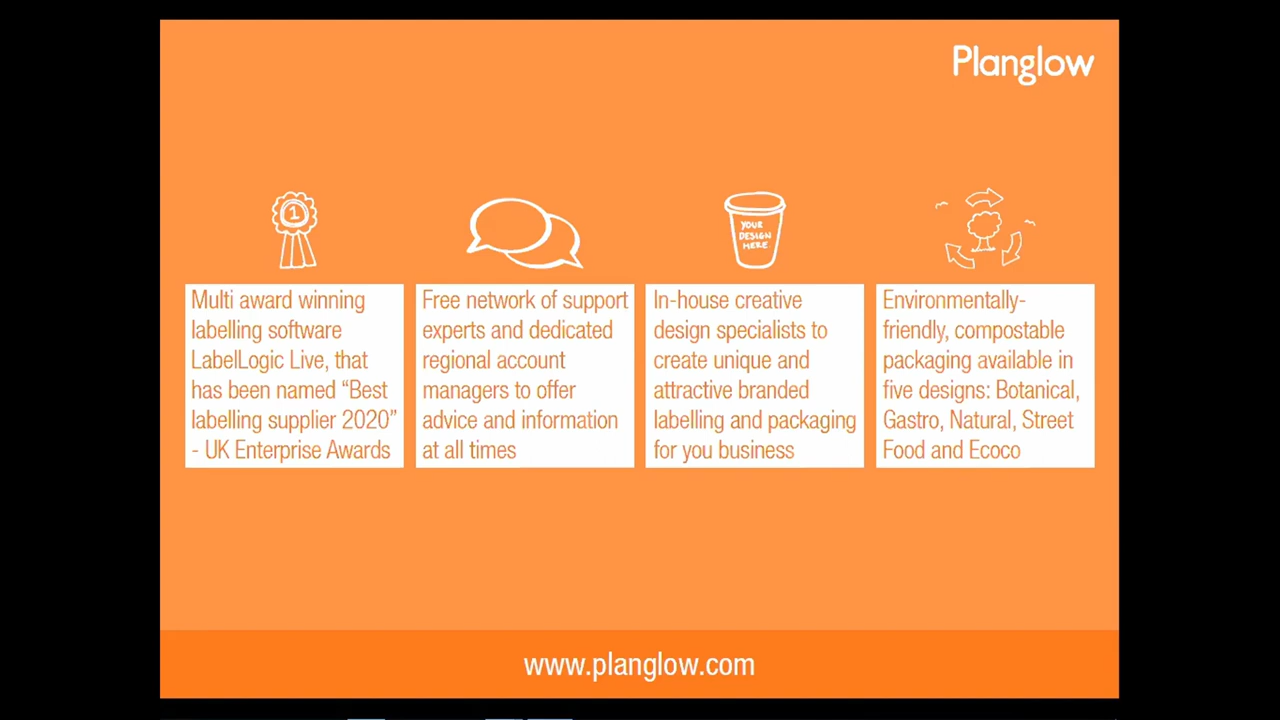 Planglow
1
YOUR
DESIGN
HERE
Multi award winning
labelling software
LabelLogic Live, that
has been named “Best
labelling supplier 2020”
- UK Enterprise Awards
Free network of support
experts and dedicated
regional account
managers to offer
advice and information
at all times
In-house creative
design specialists to
create unique and
attractive branded
labelling and packaging
for you business
Environmentally-
friendly, compostable
packaging available in
five designs: Botanical,
Gastro, Natural, Street
Food and Ecoco
www.planglow.com